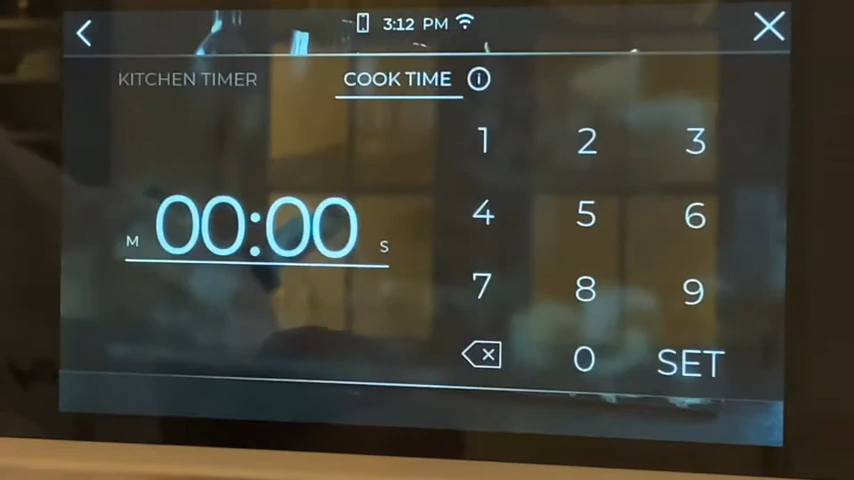 3:12 PM
KITCHEN TIMER COOK TIME i
1 2 3
M 00:00 S
4 5 6
7 8 9
0 SET